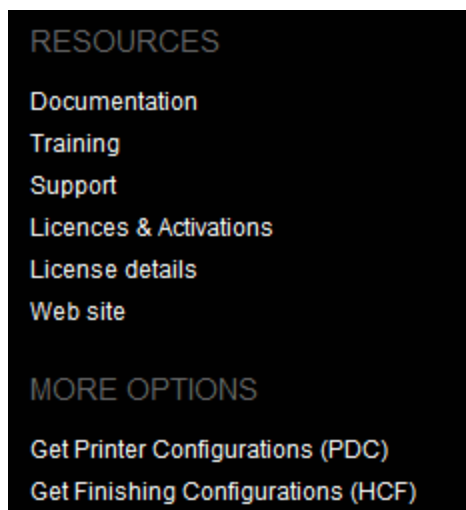 RESOURCES
Documentation
Training
Support
Licences & Activations
License details
Web site
MORE OPTIONS
Get Printer Configurations (PDC)
Get Finishing Configurations (HCF)